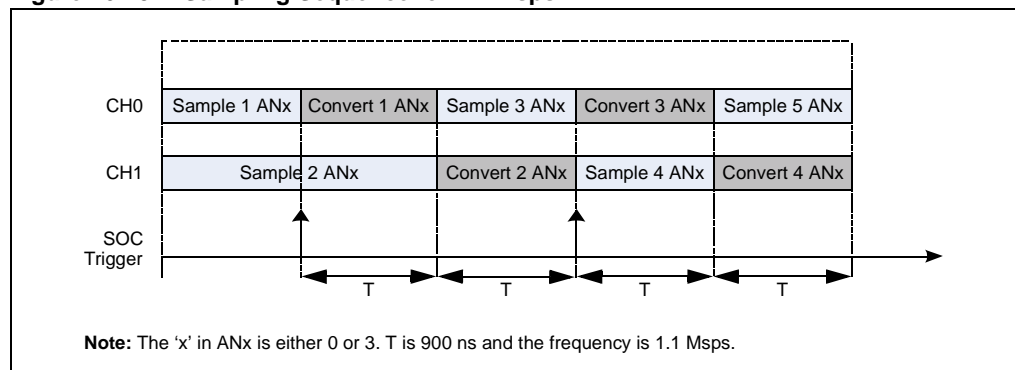 CH0
Sample 1 ANx
Convert 1 ANx
Sample 3 ANx
Convert 3 ANx
Sample 5 ANx
CH1
Sample 2 ANx
Convert 2 ANx
Sample 4 ANx
Convert 4 ANx
SOC
Trigger
T
T
T
T
Note: The ‘x’ in ANx is either 0 or 3. T is 900 ns and the frequency is 1.1 Msps.